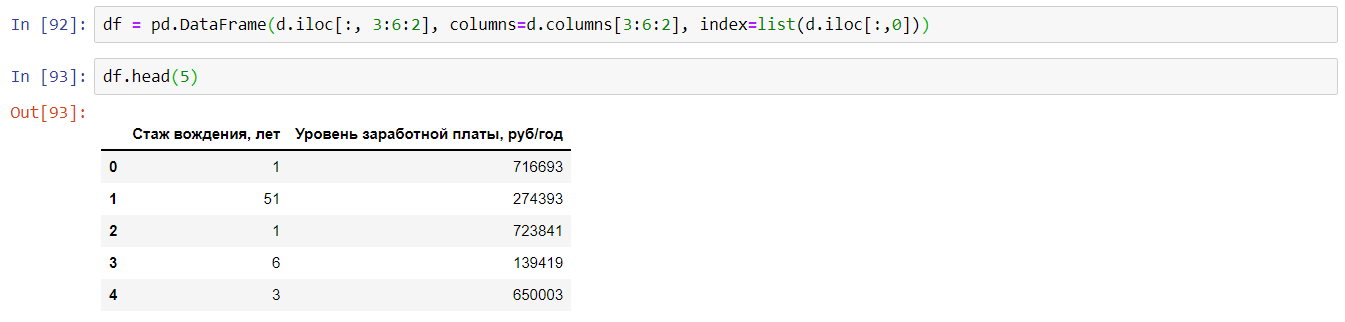 In [92]: df = pd.DataFrame(d.iloc[:, 3:6:2], columns=d.columns[3:6:2], index=list(d.iloc[:,0]))
In [93]: df.head(5)
Out[93]:
Стаж вождения, лет Уровень заработной платы, руб/год
0 1 716693
1 51 274393
2 1 723841
3 6 139419
4 3 650003